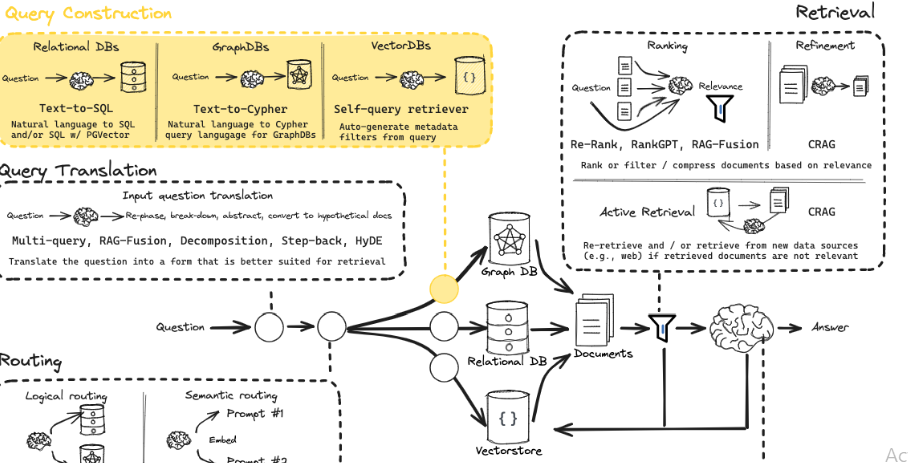 Query Construction
Relational DBs
GraphDBs
VectorDBs
Question
Question
Question
{ }
Text-to-SQL
Text-to-Cypher
Self-query retriever
Natural language to SQL
and/or SQL w/ PGVector
Natural language to Cypher
query langugage for GraphDBs
Auto-generate metadata
filters from query
Retrieval
Ranking
Refinement
Question
Relevance
Re-Rank, RankGPT, RAG-Fusion
CRAG
Rank or filter / compress documents based on relevance
Active Retrieval
{ }
CRAG
Re-retrieve and / or retrieve from new data sources
(e.g., web) if retrieved documents are not relevant
Query Translation
Input question translation
Question
Re-phase, break-down, abstract, convert to hypothetical docs
Multi-query, RAG-Fusion, Decomposition, Step-back, HyDE
Translate the question into a form that is better suited for retrieval
Graph DB
Question
Relational DB
Documents
Answer
{ }
Vectorstore
Routing
Logical routing
Semantic routing
Prompt #1
Embed
Prompt #2
Ac